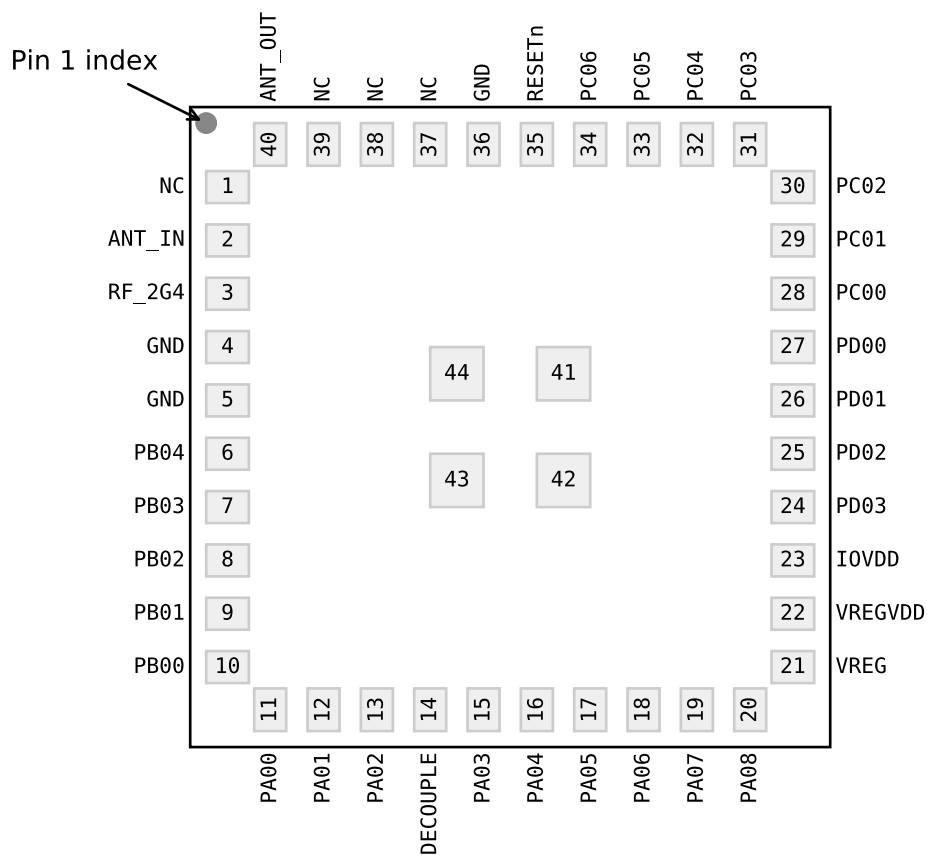 Pin 1 index
ANT_OUT NC NC NC GND RESETn PC06 PC05 PC04 PC03
40 39 38 37 36 35 34 33 32 31
NC 1 30 PC02
ANT_IN 2 29 PC01
RF_2G4 3 28 PC00
GND 4 27 PD00
44 41
GND 5 26 PD01
PB04 6 25 PD02
43 42
PB03 7 24 PD03
PB02 8 23 IOVDD
PB01 9 22 VREGVDD
PB00 10 21 VREG
11 12 13 14 15 16 17 18 19 20
PA00 PA01 PA02 DECOUPLE PA03 PA04 PA05 PA06 PA07 PA08